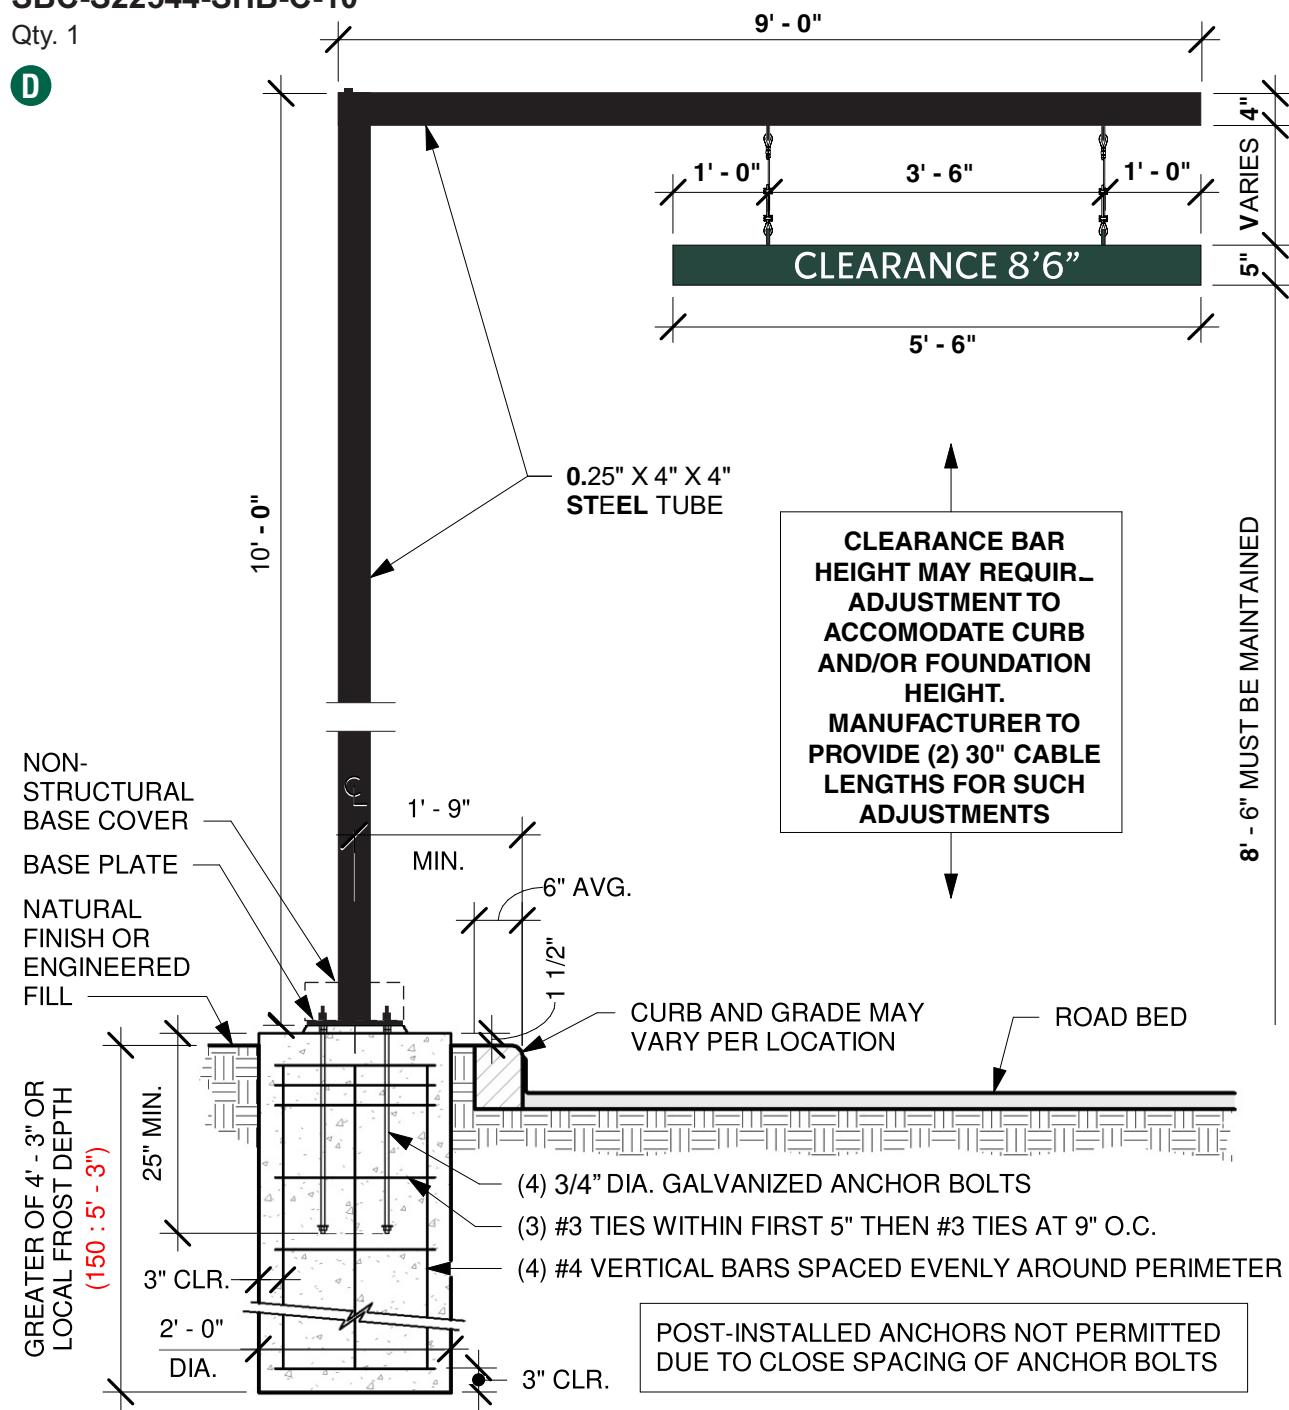 Qty. 1
D
9' - 0"
4"
VARIES
5"
1' - 0"
3' - 6"
1' - 0"
CLEARANCE 8’6”
5' - 6"
10' - 0"
0.25" X 4" X 4"
STEEL TUBE
CLEARANCE BAR
HEIGHT MAY REQUIR
ADJUSTMENT TO
ACCOMODATE CURB
AND/OR FOUNDATION
HEIGHT.
MANUFACTURER TO
PROVIDE (2) 30" CABLE
LENGTHS FOR SUCH
ADJUSTMENTS
8' - 6" MUST BE MAINTAINED
NON-
STRUCTURAL
BASE COVER
BASE PLATE
NATURAL
FINISH OR
ENGINEERED
FILL
CL
1' - 9"
MIN.
6" AVG.
1 1/2"
CURB AND GRADE MAY
VARY PER LOCATION
ROAD BED
GREATER OF 4' - 3" OR
LOCAL FROST DEPTH
(150 : 5' - 3")
25" MIN.
(4) 3/4” DIA. GALVANIZED ANCHOR BOLTS
(3) #3 TIES WITHIN FIRST 5" THEN #3 TIES AT 9" O.C.
(4) #4 VERTICAL BARS SPACED EVENLY AROUND PERIMETER
3" CLR.
2' - 0"
DIA.
3" CLR.
POST-INSTALLED ANCHORS NOT PERMITTED
DUE TO CLOSE SPACING OF ANCHOR BOLTS